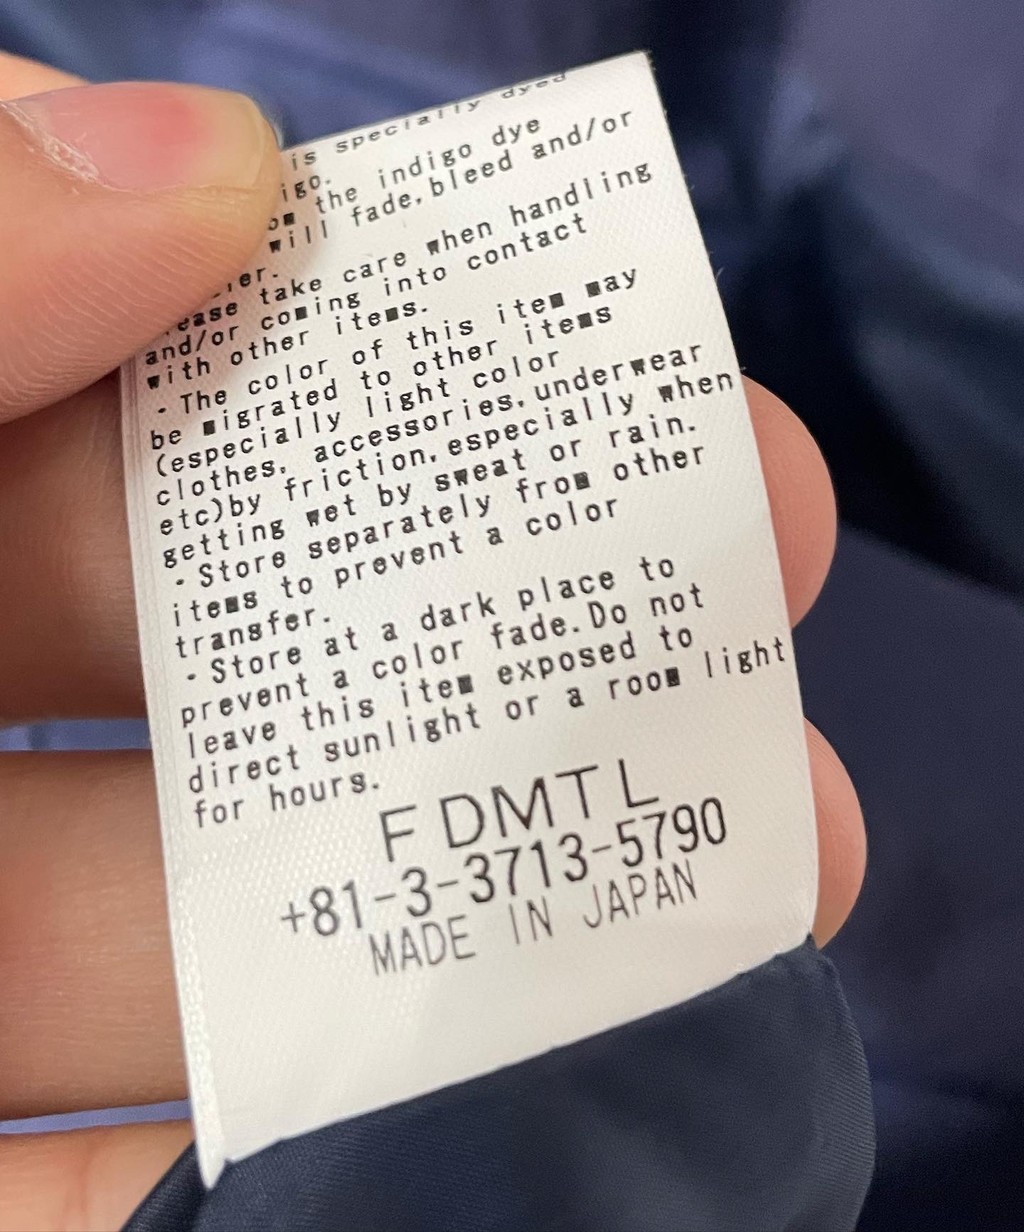 is specially dyed
igo.
the indigo dye
will fade,bleed and/or
take care when handling
and/or coming into contact
with other items.
・The color of this item may
be migrated to other items
(especially light color
clothes, accessories,underwear
etc)by friction,especially when
getting wet by sweat or rain.
・Store separately from other
items to prevent a color
transfer.
・Store at a dark place to
prevent a color fade.Do not
leave this item exposed to
direct sunlight or a room light
for hours.
FDMTL
+81-3-3713-5790
MADE IN JAPAN